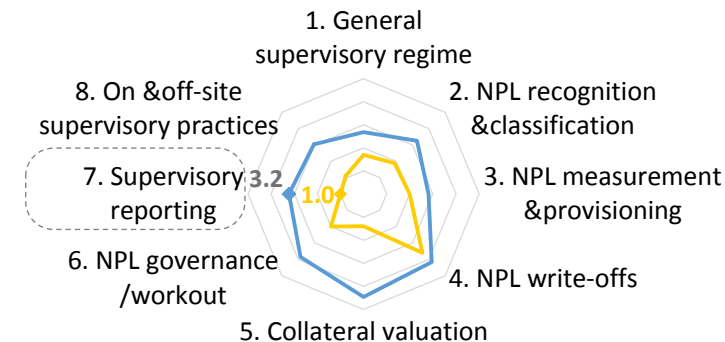 1. General
supervisory regime
2. NPL recognition
&classification
3. NPL measurement
&provisioning
4. NPL write-offs
5. Collateral valuation
6. NPL governance
/workout
7. Supervisory
reporting
8. On &off-site
supervisory practices
3.2
1.0